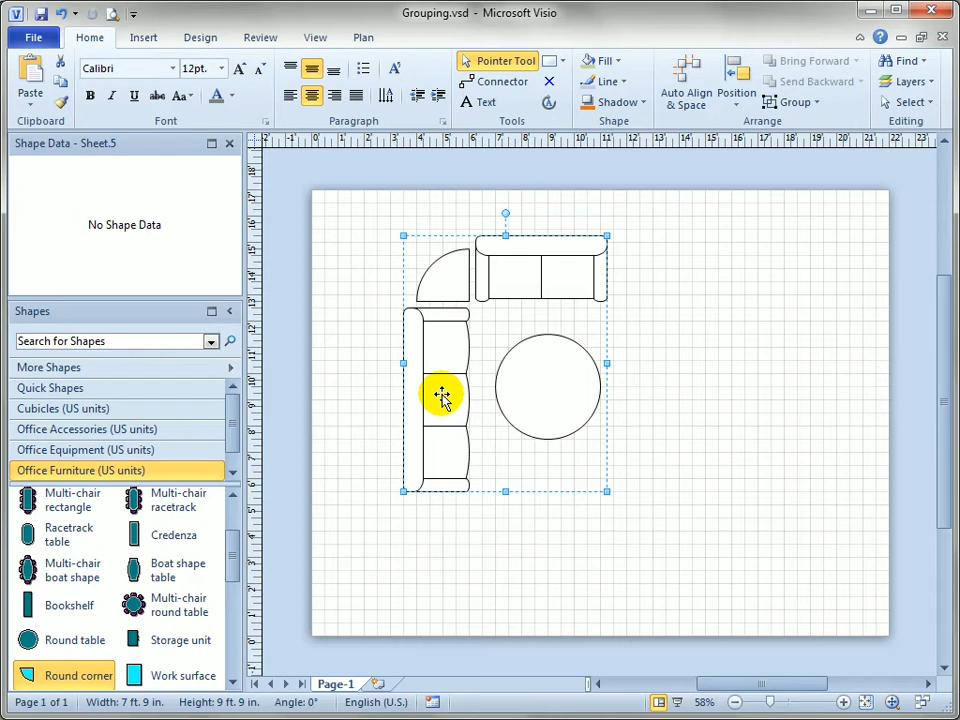 Grouping.vsd - Microsoft Visio
File Home Insert Design Review View Plan
Calibri 12pt.
Paste
Clipboard
Font
Paragraph
Pointer Tool
Connector
Text
Tools
Fill
Line
Shadow
Shape
Auto Align & Space
Position
Bring Forward
Send Backward
Group
Arrange
Find
Layers
Select
Editing
Shape Data - Sheet.5
No Shape Data
Shapes
Search for Shapes
More Shapes
Quick Shapes
Cubicles (US units)
Office Accessories (US units)
Office Equipment (US units)
Office Furniture (US units)
Multi-chair rectangle
Multi-chair racetrack
Racetrack table
Credenza
Multi-chair boat shape
Boat shape table
Bookshelf
Multi-chair round table
Round table
Storage unit
Round corner
Work surface
Page-1
Page 1 of 1 Width: 7 ft. 9 in. Height: 9 ft. 9 in. Angle: 0° English (U.S.) 58%